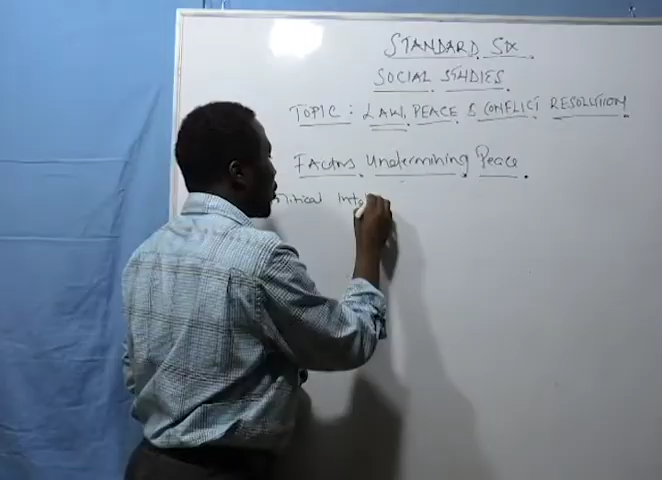 STANDARD SIX
SOCIAL STUDIES
TOPIC: LAW, PEACE & CONFLICT RESOLUTION
Factors Undermining Peace